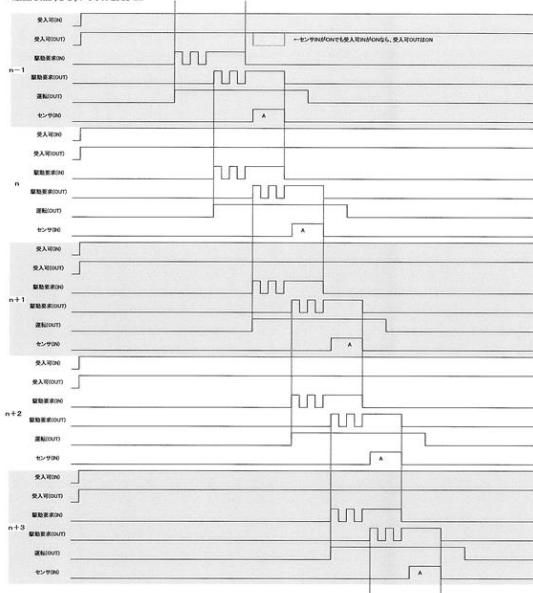 受入可(IN)
受入可(OUT)
←センサINがONでも受入可INがONなら、受入可OUTはON
駆動要求(IN)
n−1
駆動要求(OUT)
運転(OUT)
センサ(IN)
A
受入可(IN)
受入可(OUT)
駆動要求(IN)
n
駆動要求(OUT)
運転(OUT)
センサ(IN)
A
受入可(IN)
受入可(OUT)
駆動要求(IN)
n+1
駆動要求(OUT)
運転(OUT)
センサ(IN)
A
受入可(IN)
受入可(OUT)
駆動要求(IN)
n+2
駆動要求(OUT)
運転(OUT)
センサ(IN)
A
受入可(IN)
受入可(OUT)
駆動要求(IN)
n+3
駆動要求(OUT)
運転(OUT)
センサ(IN)
A